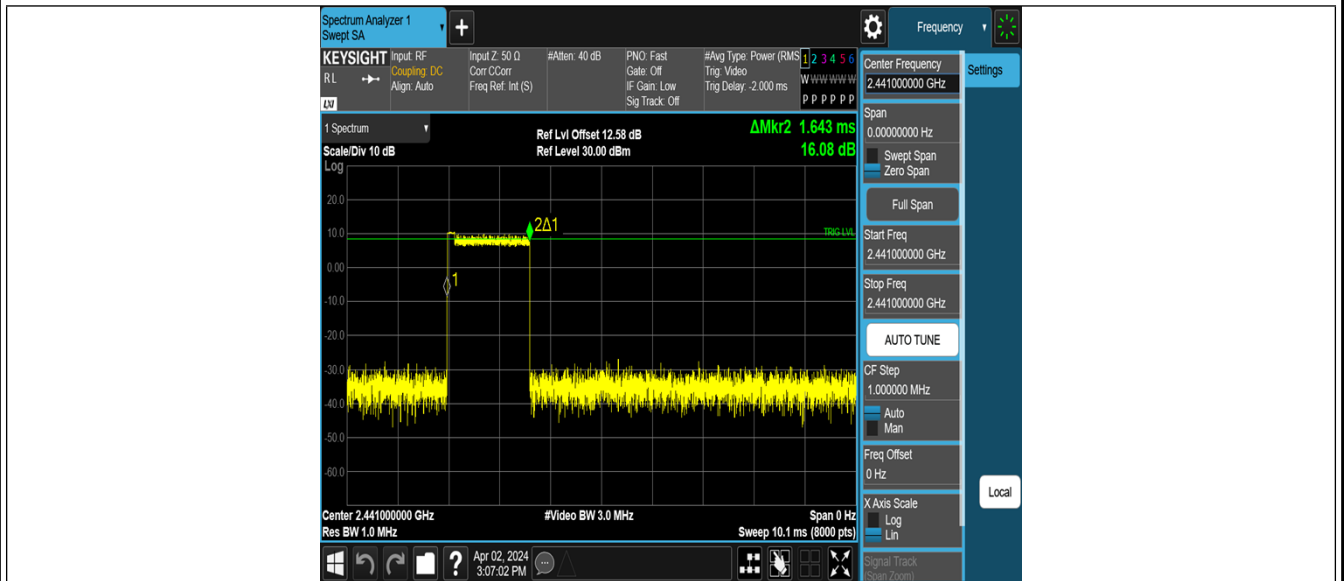 Spectrum Analyzer 1
Swept SA
+
Frequency
KEYSIGHT
RL
LXI
Input: RF
Coupling: DC
Align: Auto
Input Z: 50 Ω
Corr CCorr
Freq Ref: Int (S)
#Atten: 40 dB
PNO: Fast
Gate: Off
IF Gain: Low
Sig Track: Off
#Avg Type: Power (RMS
Trig: Video
Trig Delay: -2.000 ms
1 2 3 4 5 6
W W W W W W
P P P P P P
1 Spectrum
Scale/Div 10 dB
Log
Ref Lvl Offset 12.58 dB
Ref Level 30.00 dBm
ΔMkr2 1.643 ms
16.08 dB
20.0
10.0
0.00
-10.0
-20.0
-30.0
-40.0
-50.0
-60.0
2Δ1
1
TRIG LVL
Center 2.441000000 GHz
Res BW 1.0 MHz
#Video BW 3.0 MHz
Span 0 Hz
Sweep 10.1 ms (8000 pts)
?
Apr 02, 2024
3:07:02 PM
Center Frequency
2.441000000 GHz
Span
0.00000000 Hz
Swept Span
Zero Span
Full Span
Start Freq
2.441000000 GHz
Stop Freq
2.441000000 GHz
AUTO TUNE
CF Step
1.000000 MHz
Auto
Man
Freq Offset
0 Hz
X Axis Scale
Log
Lin
Signal Track
(Span Zoom)
Settings
Local